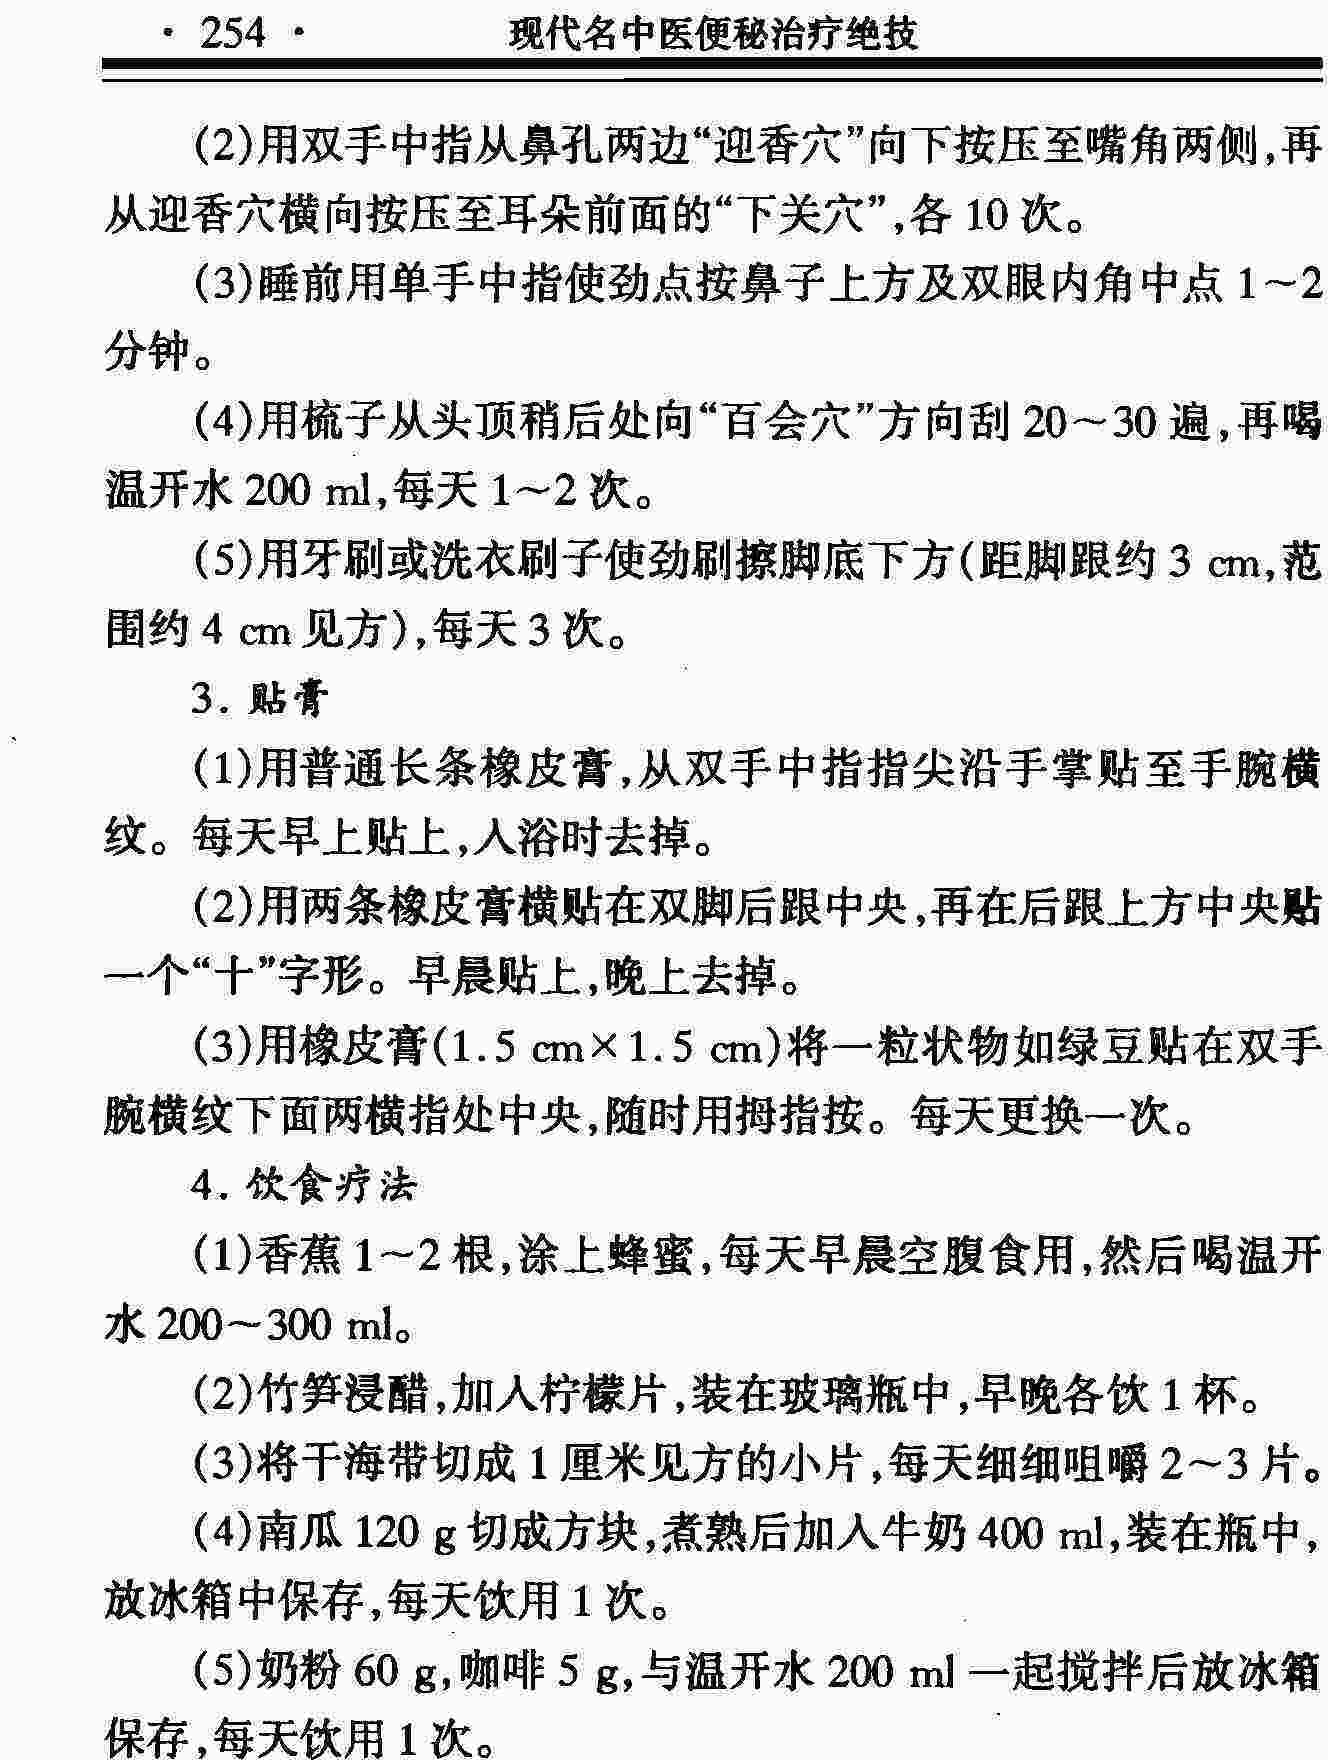 · 254 · 现代名中医便秘治疗绝技
(2)用双手中指从鼻孔两边“迎香穴”向下按压至嘴角两侧,再
从迎香穴横向按压至耳朵前面的“下关穴”,各 10 次。
(3)睡前用单手中指使劲点按鼻子上方及双眼内角中点 1～2
分钟。
(4)用梳子从头顶稍后处向“百会穴”方向刮 20～30 遍,再喝
温开水 200 ml,每天 1～2 次。
(5)用牙刷或洗衣刷子使劲刷擦脚底下方(距脚跟约 3 cm,范
围约 4 cm 见方),每天 3 次。
3. 贴膏
(1)用普通长条橡皮膏,从双手中指指尖沿手掌贴至手腕横
纹。每天早上贴上,入浴时去掉。
(2)用两条橡皮膏横贴在双脚后跟中央,再在后跟上方中央贴
一个“十”字形。早晨贴上,晚上去掉。
(3)用橡皮膏(1.5 cm×1.5 cm)将一粒状物如绿豆贴在双手
腕横纹下面两横指处中央,随时用拇指按。每天更换一次。
4. 饮食疗法
(1)香蕉 1～2 根,涂上蜂蜜,每天早晨空腹食用,然后喝温开
水 200～300 ml。
(2)竹笋浸醋,加入柠檬片,装在玻璃瓶中,早晚各饮 1 杯。
(3)将干海带切成 1 厘米见方的小片,每天细细咀嚼 2～3 片。
(4)南瓜 120 g 切成方块,煮熟后加入牛奶 400 ml,装在瓶中,
放冰箱中保存,每天饮用 1 次。
(5)奶粉 60 g,咖啡 5 g,与温开水 200 ml 一起搅拌后放冰箱
保存,每天饮用 1 次。